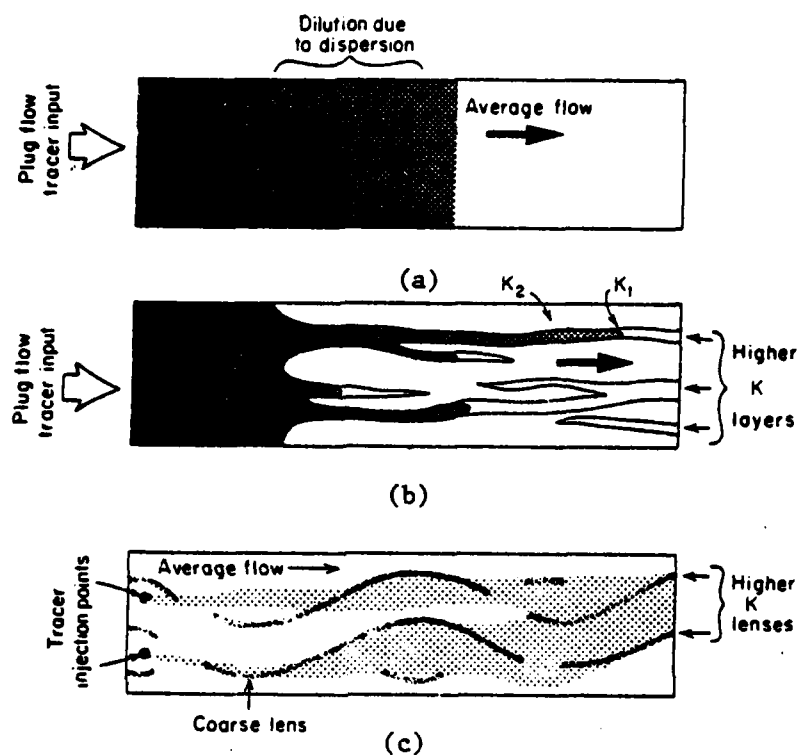 Dilution due
to dispersion
Plug flow
tracer input
Average flow
(a)
K₂
K₁
Plug flow
tracer input
Higher
K
layers
(b)
Average flow
Tracer
injection points
Higher
K
lenses
Coarse lens
(c)